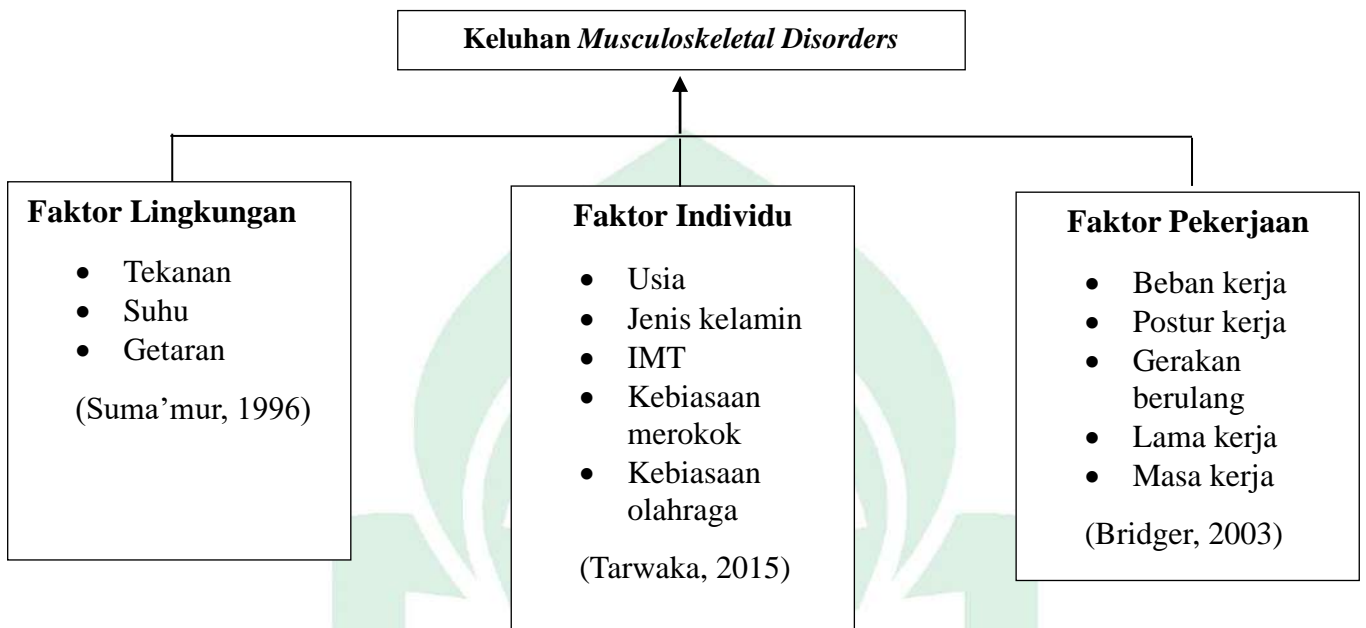 Keluhan Musculoskeletal Disorders
Faktor Lingkungan
• Tekanan
• Suhu
• Getaran
(Suma’mur, 1996)
Faktor Individu
• Usia
• Jenis kelamin
• IMT
• Kebiasaan
merokok
• Kebiasaan
olahraga
(Tarwaka, 2015)
Faktor Pekerjaan
• Beban kerja
• Postur kerja
• Gerakan
berulang
• Lama kerja
• Masa kerja
(Bridger, 2003)